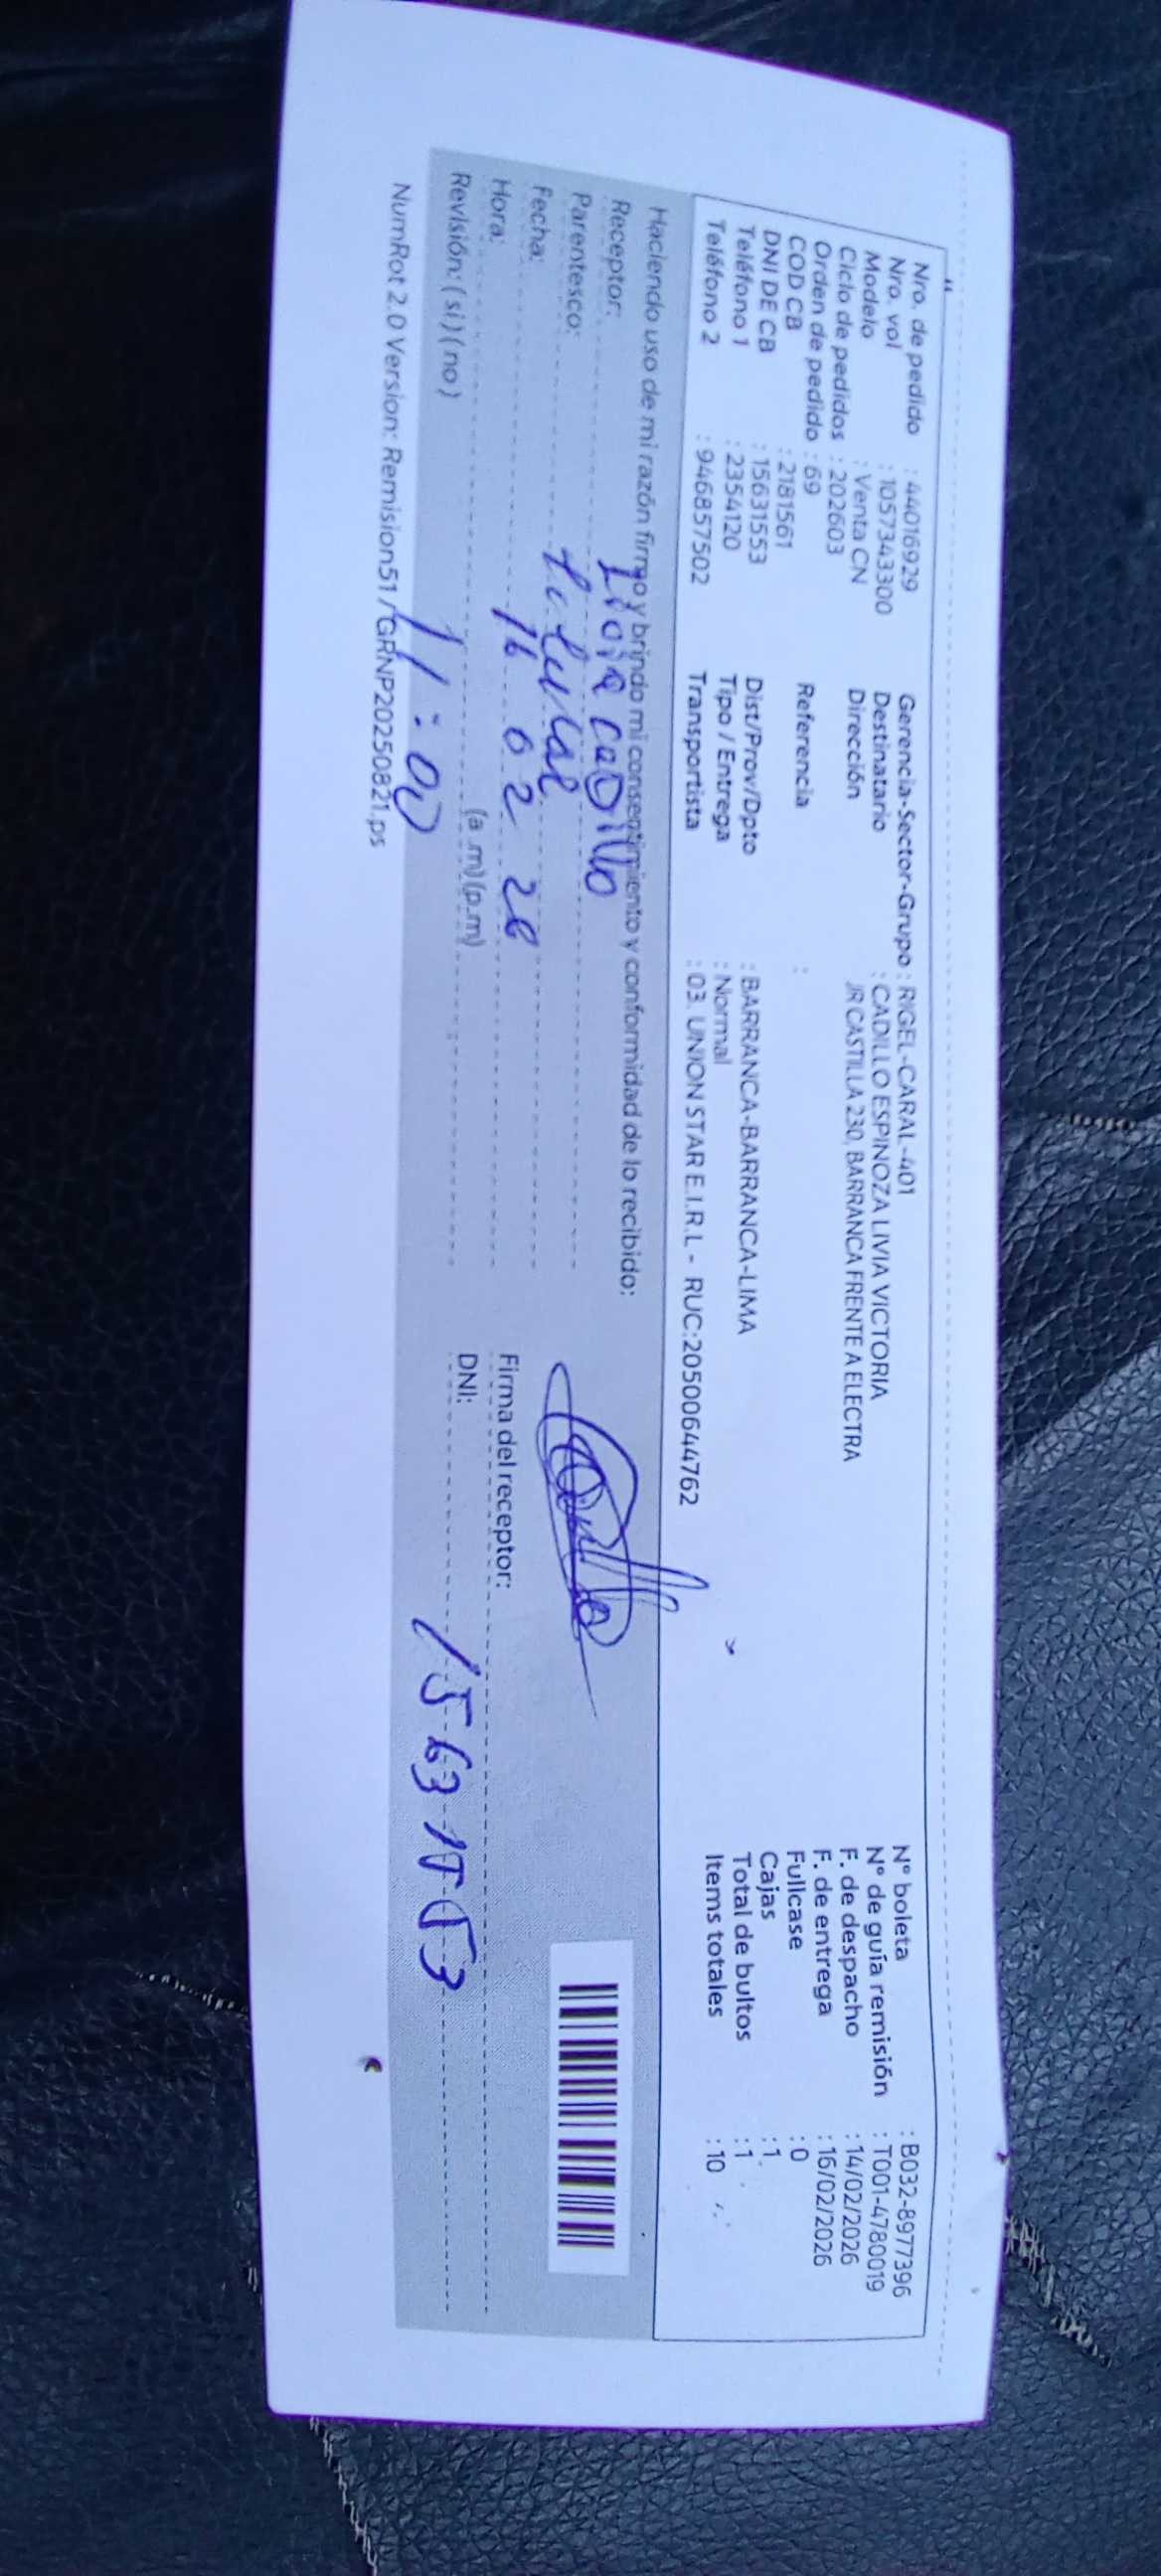 Nro. de pedido : 44016929
Nro. vol : 1057343300
Modelo : Venta CN
Ciclo de pedidos : 202603
Orden de pedido : 69
COD CB : 2181561
DNI DE CB : 15631553
Teléfono 1 : 2354120
Teléfono 2 : 946857502
Gerencia-Sector-Grupo : RIGEL-CARAL-401
Destinatario : CADILLO ESPINOZA LIVIA VICTORIA
Dirección JR CASTILLA 230, BARRANCA FRENTE A ELECTRA
Referencia :
Dist/Prov/Dpto : BARRANCA-BARRANCA-LIMA
Tipo / Entrega : Normal
Transportista : 03. UNION STAR E.I.R.L - RUC:20500644762
N° boleta : B032-8977396
N° de guía remisión : T001-4780019
F. de despacho : 14/02/2026
F. de entrega : 16/02/2026
Fullcase : 0
Cajas : 1
Total de bultos : 1
Items totales : 10
Haciendo uso de mi razón firmo y brindo mi consentimiento y conformidad de lo recibido:
Receptor: CaDillo
Parentesco:
Fecha: 16 02 26
Hora: 11:00 (a.m)(p.m)
Revisión: (si) (no)
Firma del receptor:
DNI: 15631553
NumRot 2.0 Version: Remision51 / GRNP20250821.ps